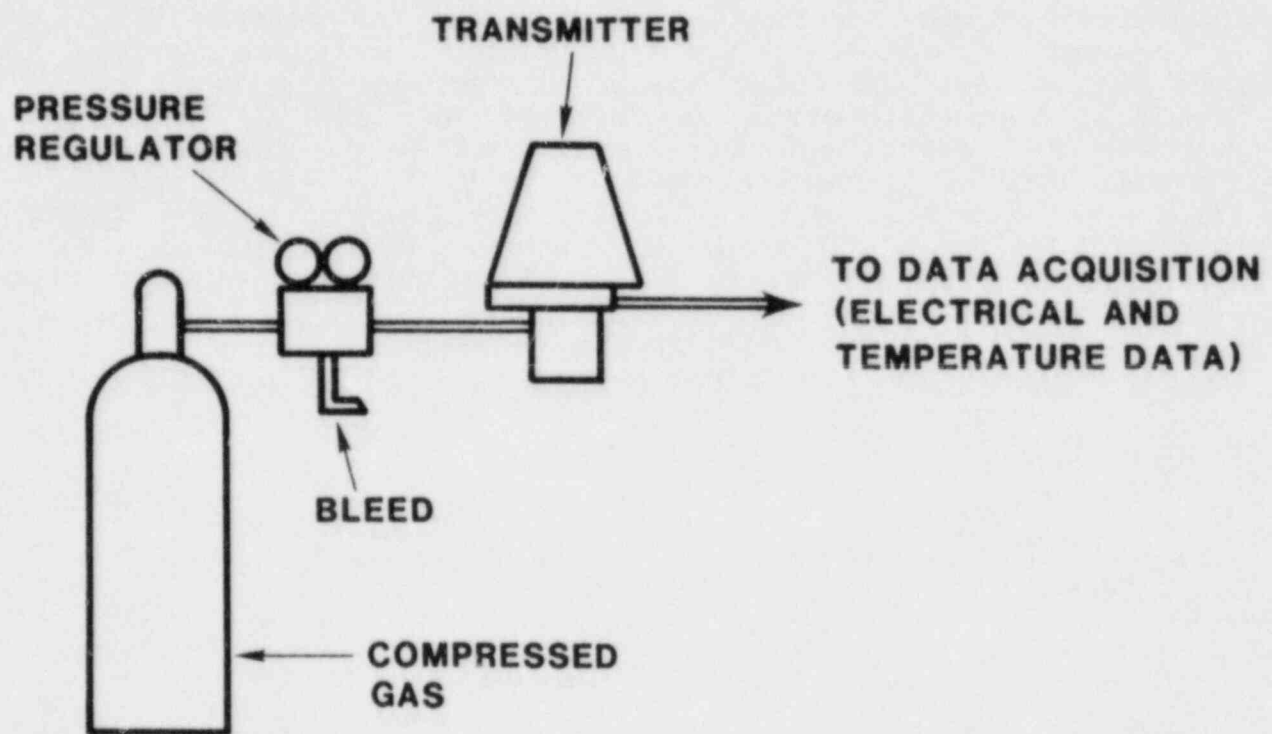 TRANSMITTER
PRESSURE
REGULATOR
TO DATA ACQUISITION
(ELECTRICAL AND
TEMPERATURE DATA)
BLEED
COMPRESSED
GAS